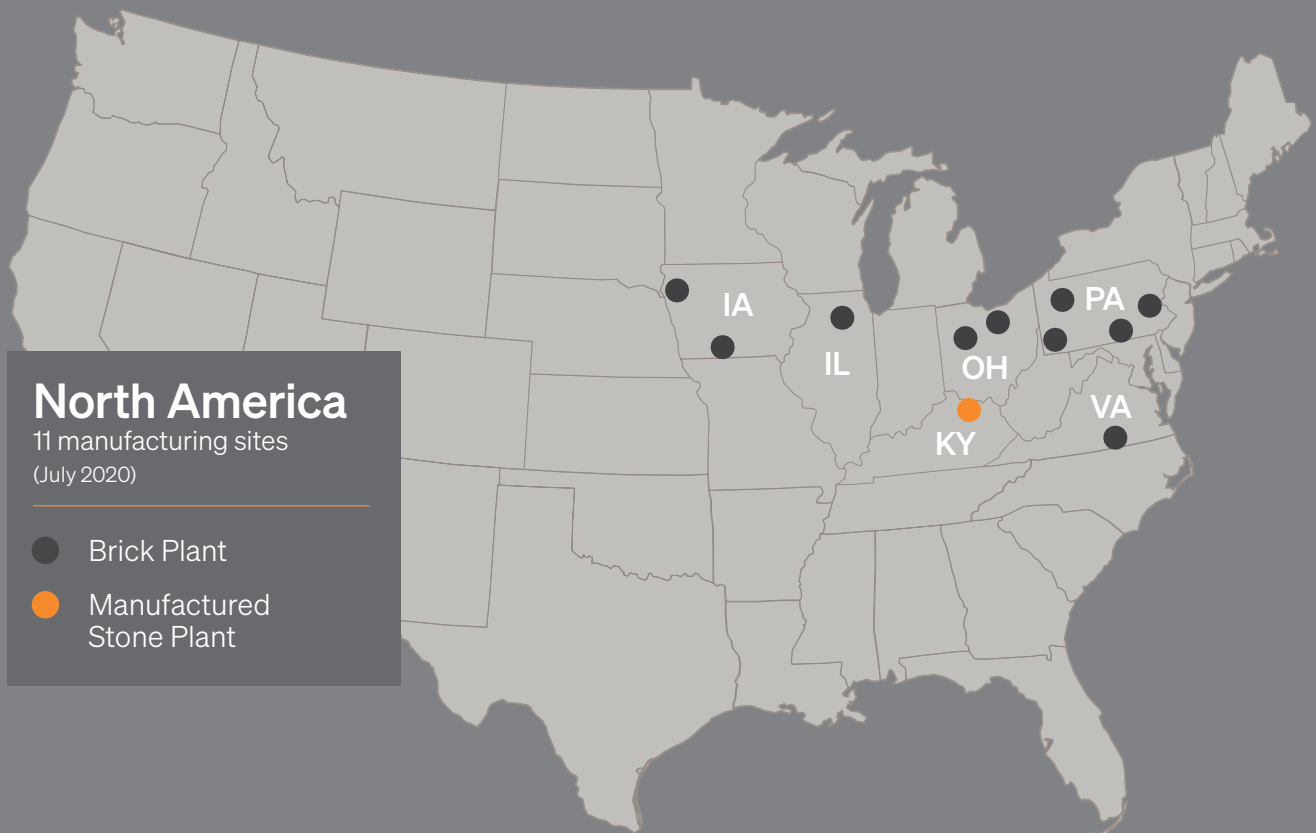 North America
11 manufacturing sites
(July 2020)
Brick Plant
Manufactured
Stone Plant
IA
IL
OH
PA
KY
VA